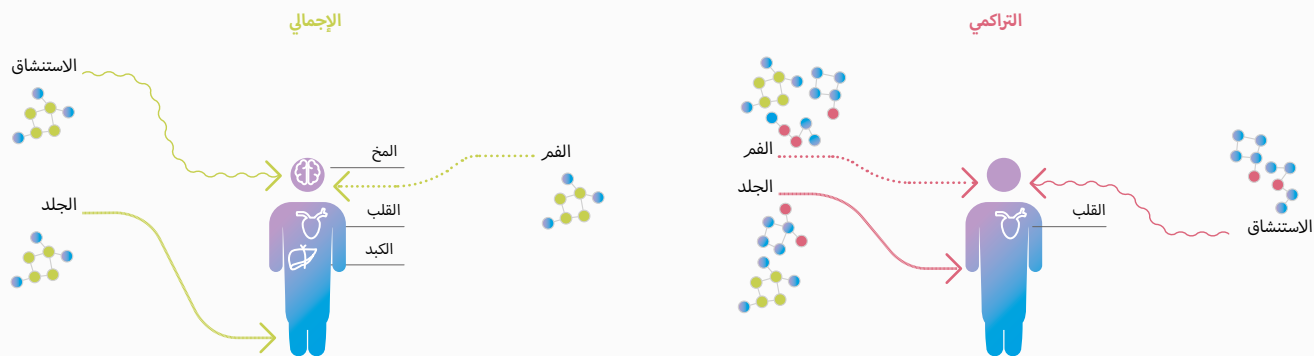 التراكمي
الفم
الجلد
القلب
الاستنشاق
الإجمالي
الاستنشاق
المخ
الفم
الجلد
القلب
الكبد